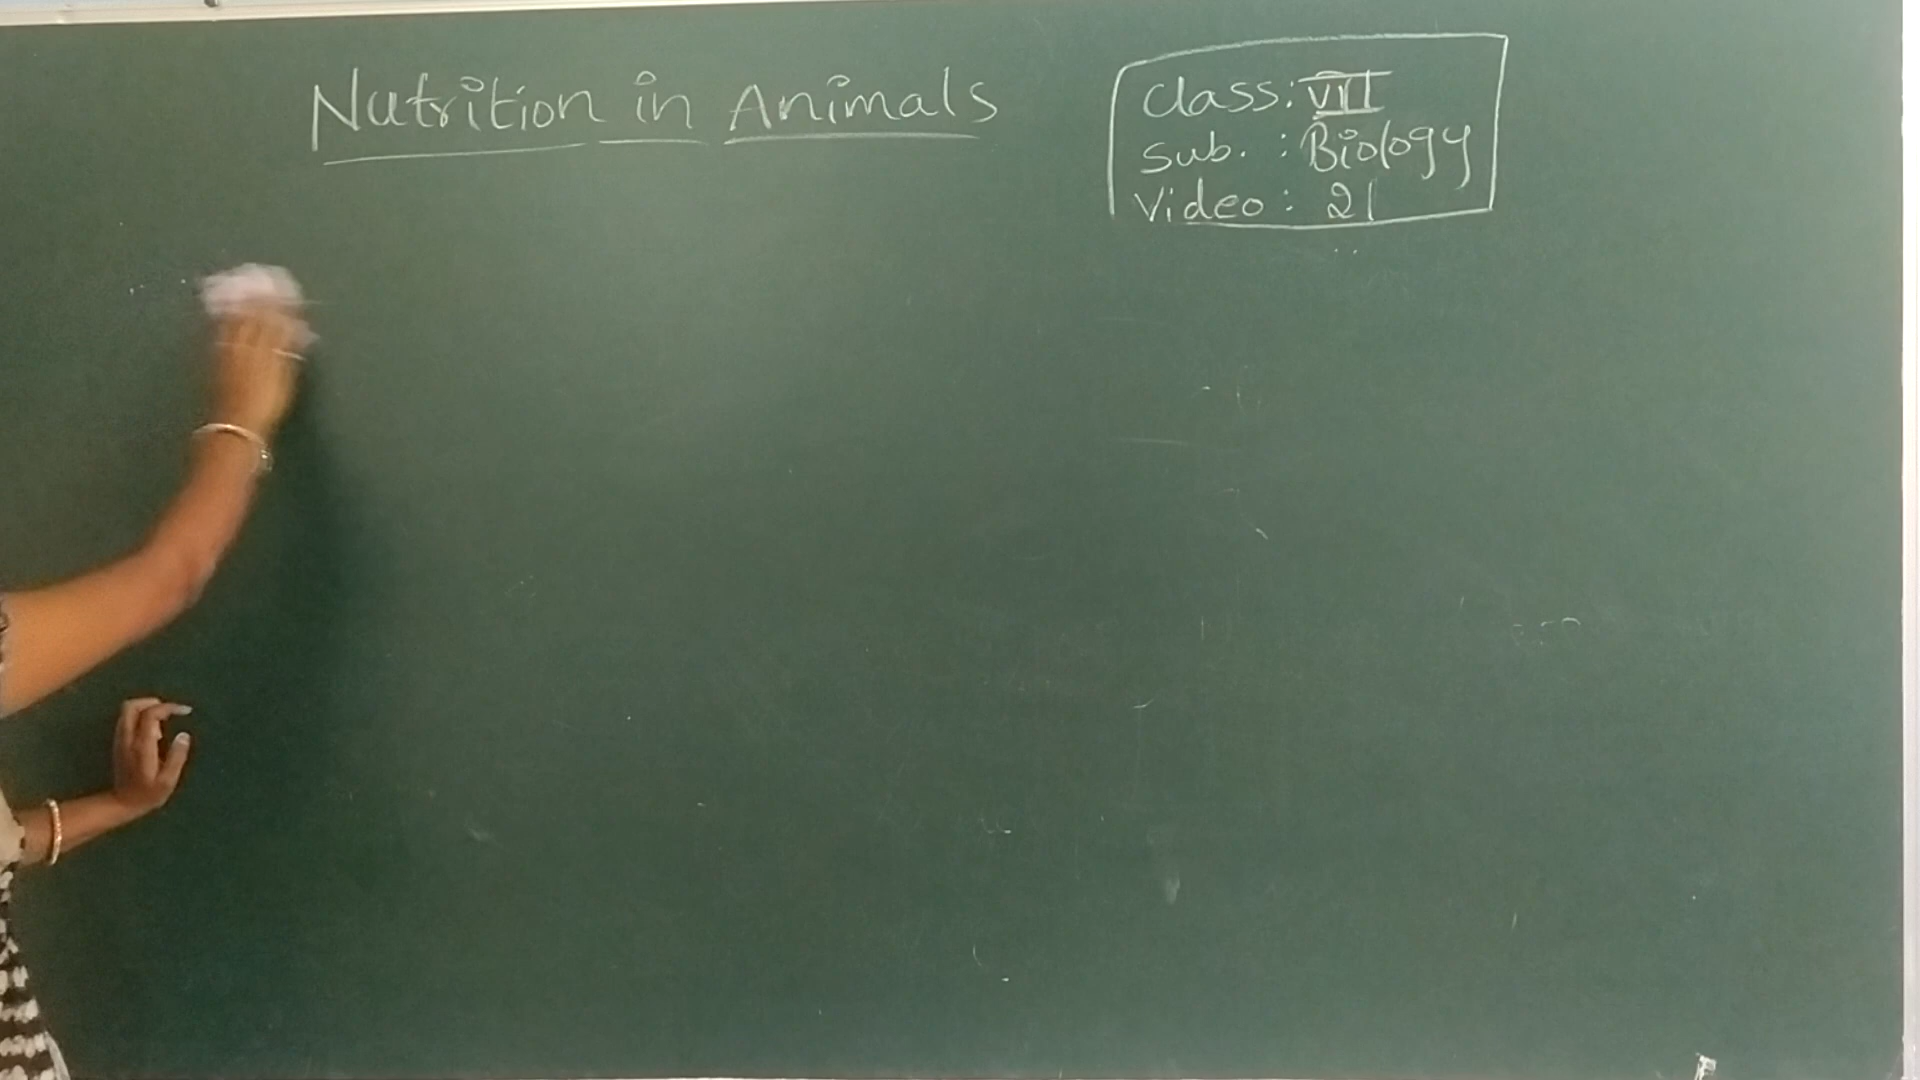 Nutrition in Animals
Class: VII
Sub. : Biology
Video : 21